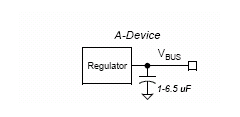 A-Device
VBUS
Regulator
1-6.5 uF